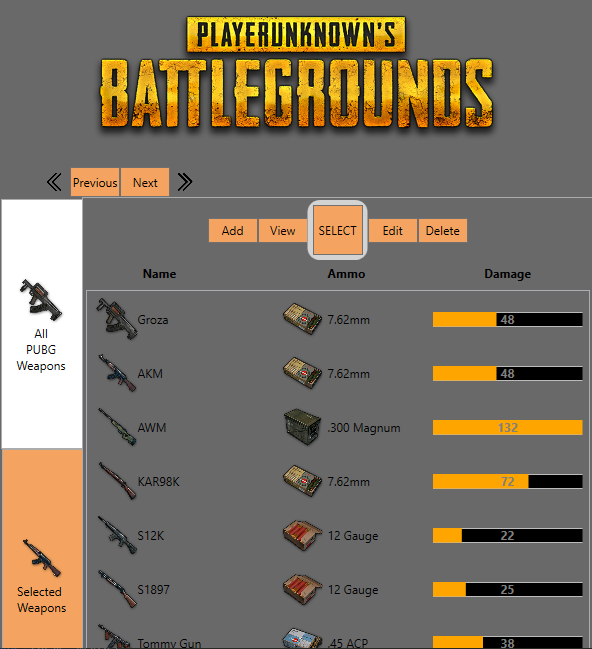 PLAYERUNKNOWN'S
BATTLEGROUNDS
Previous Next
Add View SELECT Edit Delete
Name Ammo Damage
All
PUBG
Weapons
Groza 7.62mm 48
AKM 7.62mm 48
AWM .300 Magnum 132
KAR98K 7.62mm 72
S12K 12 Gauge 22
S1897 12 Gauge 25
Selected
Weapons
Tommy Gun .45 ACP 38